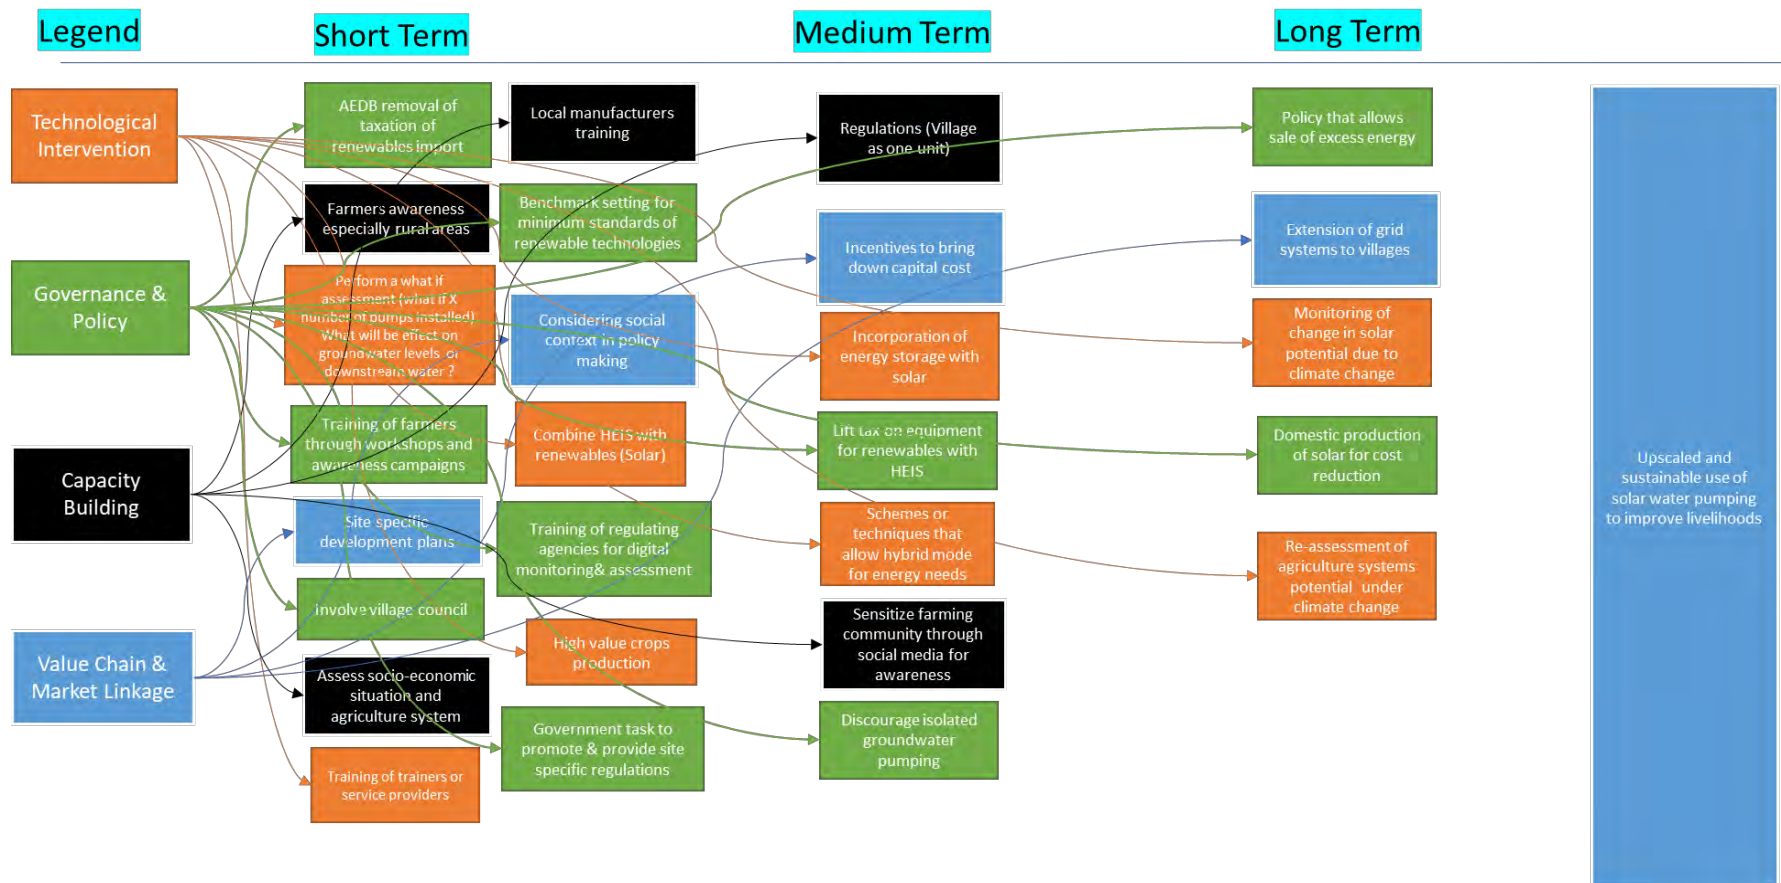 Legend
Short Term
Medium Term
Long Term
Technological
Intervention
Governance &
Policy
Capacity
Building
Value Chain &
Market Linkage
AEDB removal of
taxation of
renewables import
Farmers awareness
especially rural areas
Perform a what if
assessment (what if X
number of pumps installed)
What will be effect on
groundwater levels or
downstream water ?
Training of farmers
through workshops and
awareness campaigns
Site specific
development plans
Involve village council
Assess socio-economic
situation and
agriculture system
Training of trainers or
service providers
Local manufacturers
training
Benchmark setting for
minimum standards of
renewable technologies
Considering social
context in policy
making
Combine HEIS with
renewables (Solar)
Training of regulating
agencies for digital
monitoring& assessment
High value crops
production
Government task to
promote & provide site
specific regulations
Regulations (Village
as one unit)
Incentives to bring
down capital cost
Incorporation of
energy storage with
solar
Lift tax on equipment
for renewables with
HEIS
Schemes or
techniques that
allow hybrid mode
for energy needs
Sensitize farming
community through
social media for
awareness
Discourage isolated
groundwater
pumping
Policy that allows
sale of excess energy
Extension of grid
systems to villages
Monitoring of
change in solar
potential due to
climate change
Domestic production
of solar for cost
reduction
Re-assessment of
agriculture systems
potential under
climate change
Upscaled and
sustainable use of
solar water pumping
to improve livelihoods